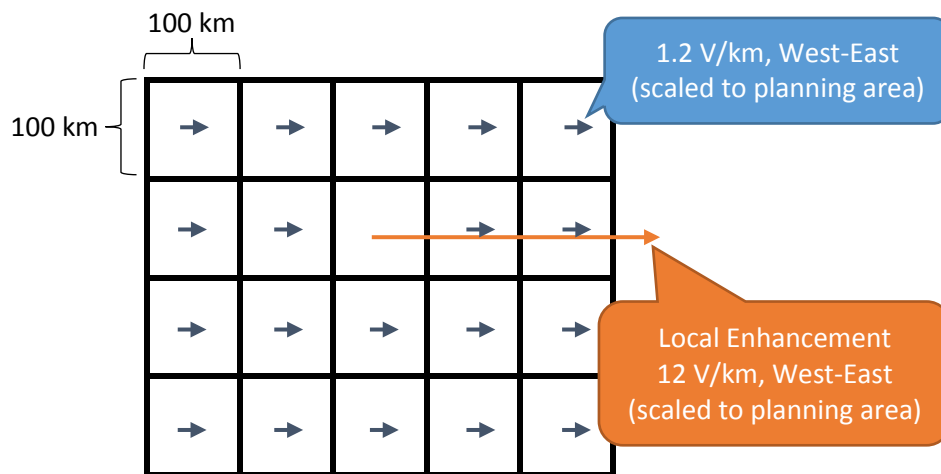 100 km
1.2 V/km, West-East
(scaled to planning area)
100 km
Local Enhancement
12 V/km, West-East
(scaled to planning area)